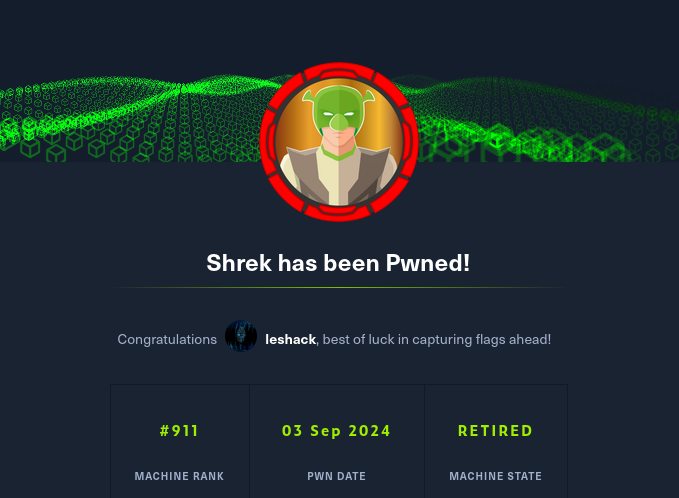 Shrek has been Pwned!
Congratulations leshack, best of luck in capturing flags ahead!
#911 03 Sep 2024 RETIRED
MACHINE RANK PWN DATE MACHINE STATE